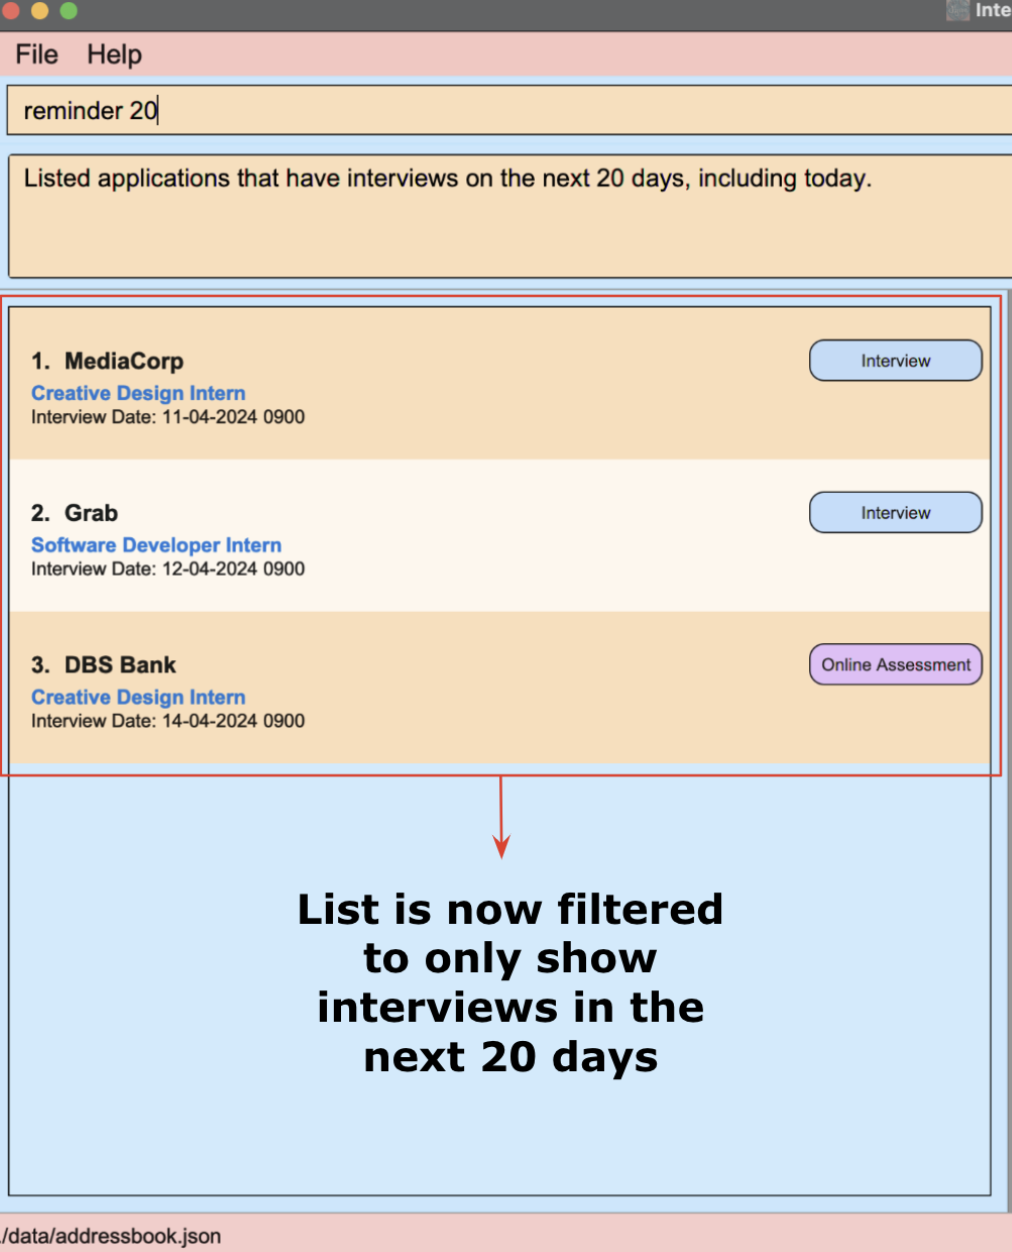 Inte
File Help
reminder 20
Listed applications that have interviews on the next 20 days, including today.
1. MediaCorp
Interview
Creative Design Intern
Interview Date: 11-04-2024 0900
2. Grab
Interview
Software Developer Intern
Interview Date: 12-04-2024 0900
3. DBS Bank
Online Assessment
Creative Design Intern
Interview Date: 14-04-2024 0900
List is now filtered
to only show
interviews in the
next 20 days
./data/addressbook.json